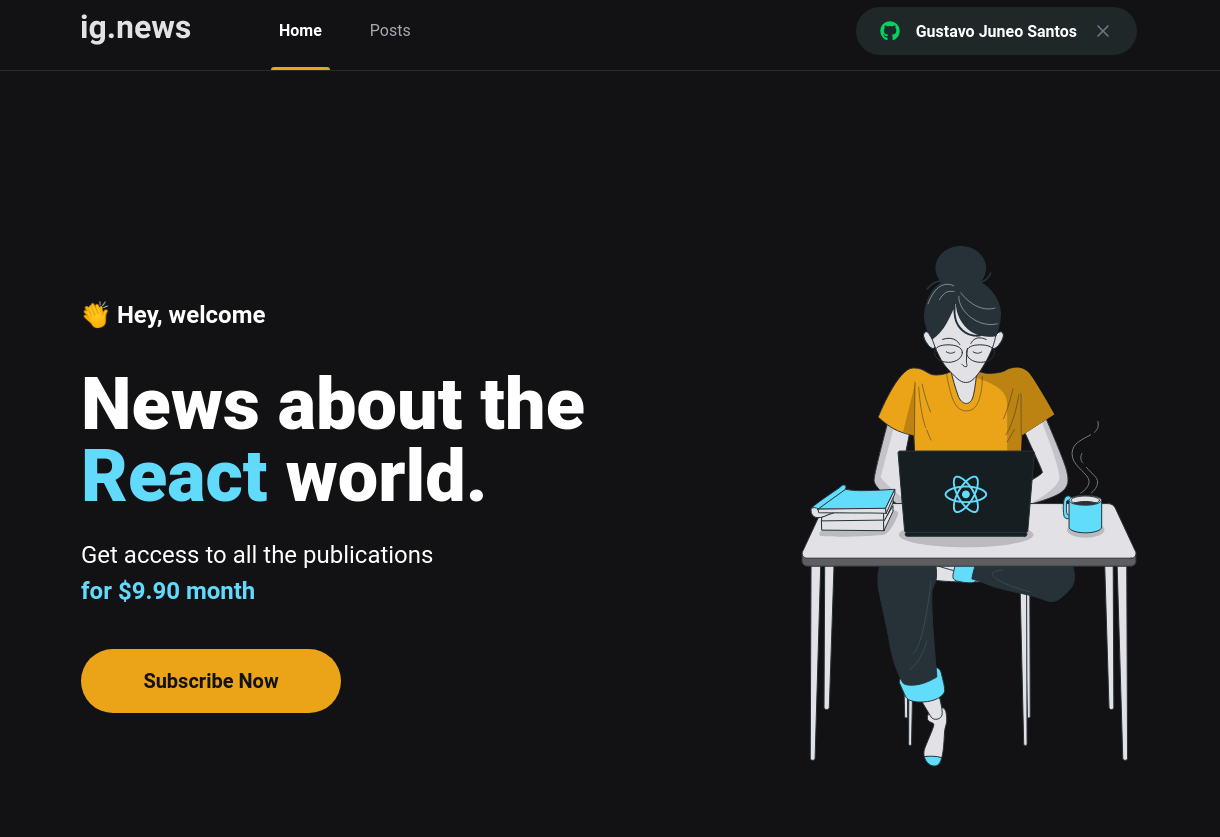 ig.news
Home
Posts
Gustavo Juneo Santos
👏 Hey, welcome
News about the
React world.
Get access to all the publications
for $9.90 month
Subscribe Now